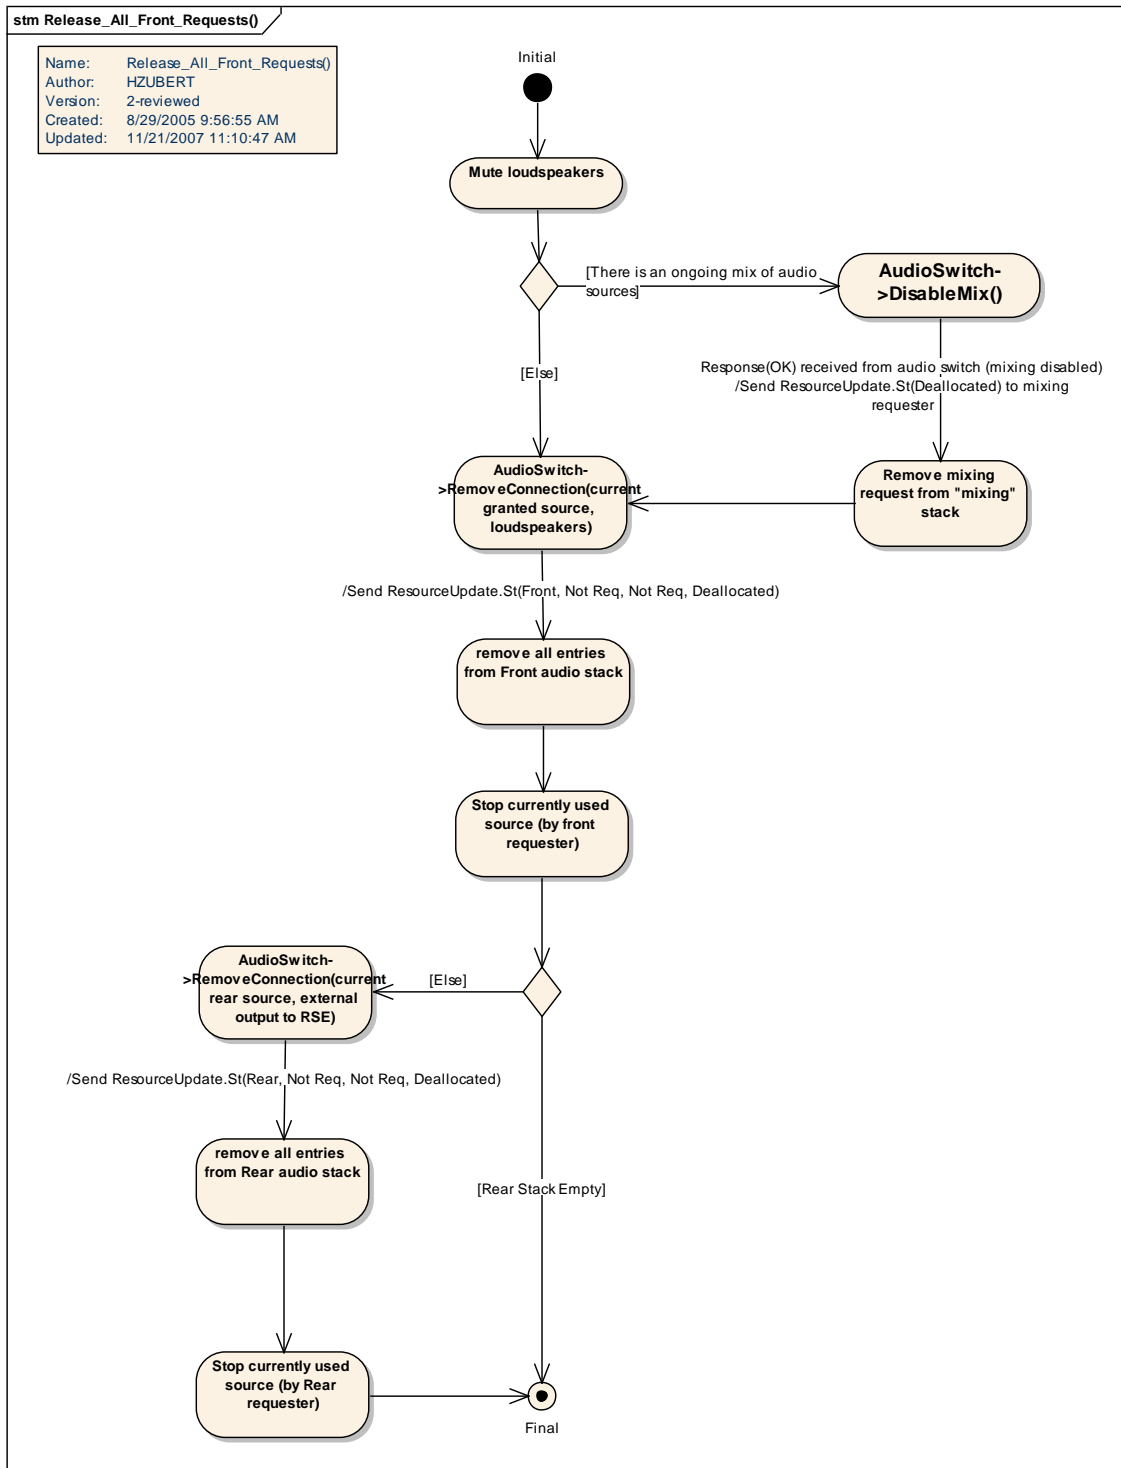 stm Release_All_Front_Requests()
Name: Release_All_Front_Requests()
Author: HZUBERT
Version: 2-reviewed
Created: 8/29/2005 9:56:55 AM
Updated: 11/21/2007 11:10:47 AM
Initial
Mute loudspeakers
[There is an ongoing mix of audio
sources]
AudioSwitch-
>DisableMix()
[Else]
Response(OK) received from audio switch (mixing disabled)
/Send ResourceUpdate.St(Deallocated) to mixing
requester
AudioSwitch-
>RemoveConnection(current
granted source,
loudspeakers)
Remove mixing
request from "mixing"
stack
/Send ResourceUpdate.St(Front, Not Req, Not Req, Deallocated)
remove all entries
from Front audio stack
Stop currently used
source (by front
requester)
AudioSwitch-
>RemoveConnection(current
rear source, external
output to RSE)
[Else]
/Send ResourceUpdate.St(Rear, Not Req, Not Req, Deallocated)
remove all entries
from Rear audio stack
[Rear Stack Empty]
Stop currently used
source (by Rear
requester)
Final